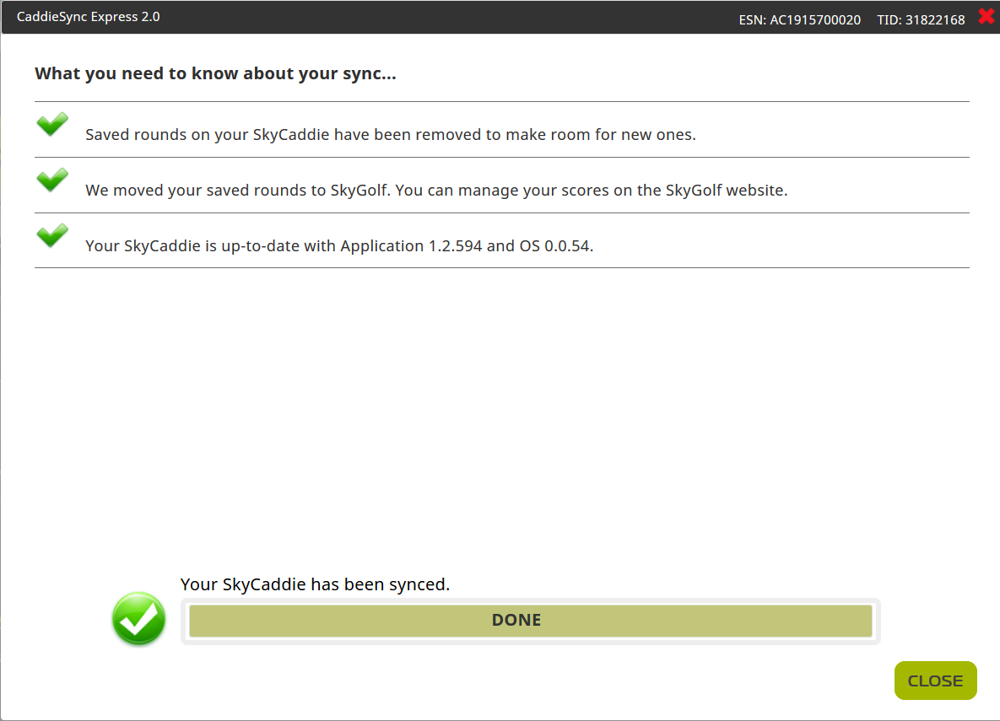 CaddieSync Express 2.0
ESN: AC1915700020 TID: 31822168
What you need to know about your sync...
Saved rounds on your SkyCaddie have been removed to make room for new ones.
We moved your saved rounds to SkyGolf. You can manage your scores on the SkyGolf website.
Your SkyCaddie is up-to-date with Application 1.2.594 and OS 0.0.54.
Your SkyCaddie has been synced.
DONE
CLOSE